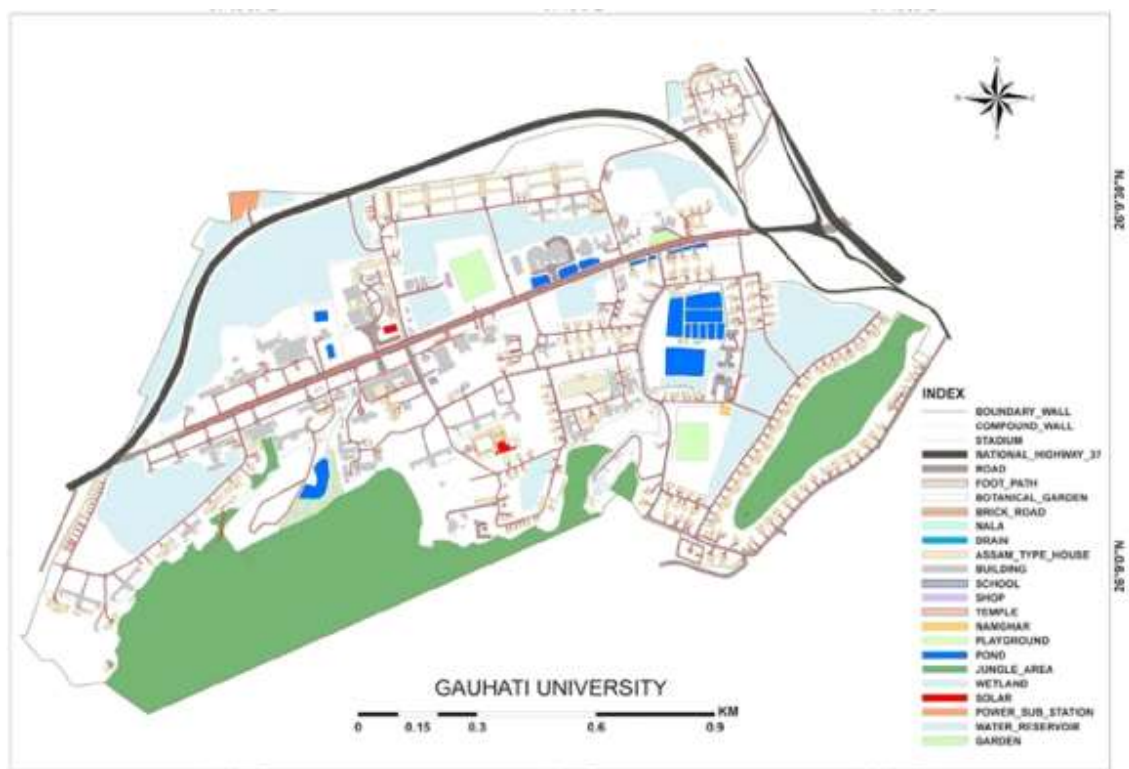 N
26°9'30"N
INDEX
BOUNDARY_WALL
COMPOUND_WALL
STADIUM
NATIONAL_HIGHWAY_37
ROAD
FOOT_PATH
BOTANICAL_GARDEN
BRICK_ROAD
NALA
DRAIN
ASSAM_TYPE_HOUSE
BUILDING
SCHOOL
SHOP
TEMPLE
NAMGHAR
PLAYGROUND
POND
JUNGLE_AREA
WETLAND
SOLAR
POWER_SUB_STATION
WATER_RESERVOIR
GARDEN
26°9'0"N
GAUHATI UNIVERSITY
KM
0 0.15 0.3 0.6 0.9